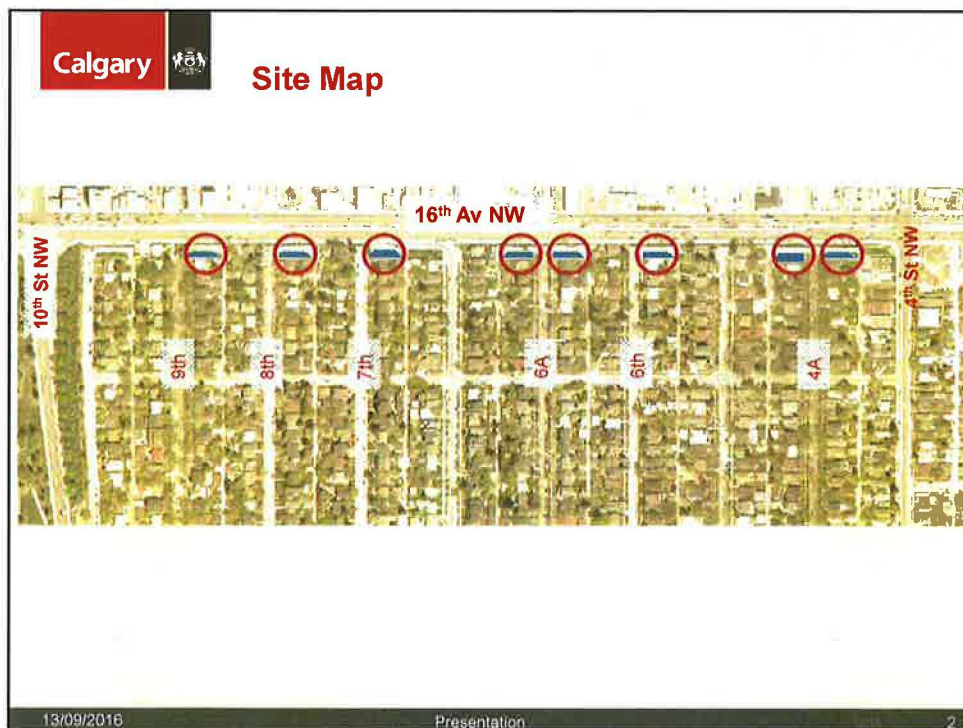 Calgary
Site Map
16th Av NW
10th St NW
4th St NW
9th
8th
7th
6A
6th
4A
13/09/2016 Presentation 2